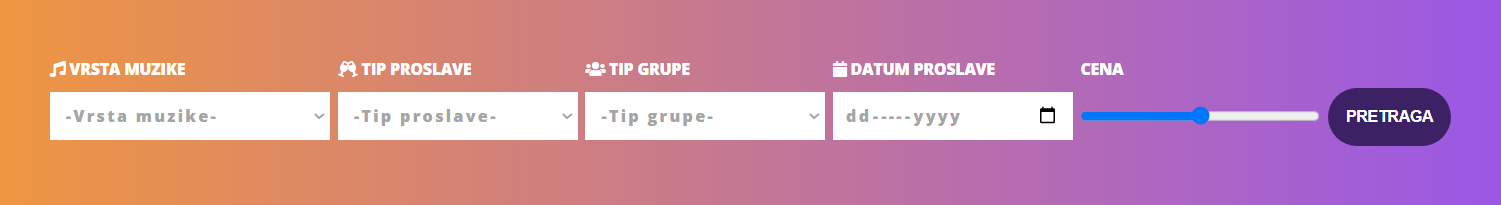 VRSTA MUZIKE TIP PROSLAVE TIP GRUPE DATUM PROSLAVE CENA
-Vrsta muzike- -Tip proslave- -Tip grupe- dd-----yyyy PRETRAGA